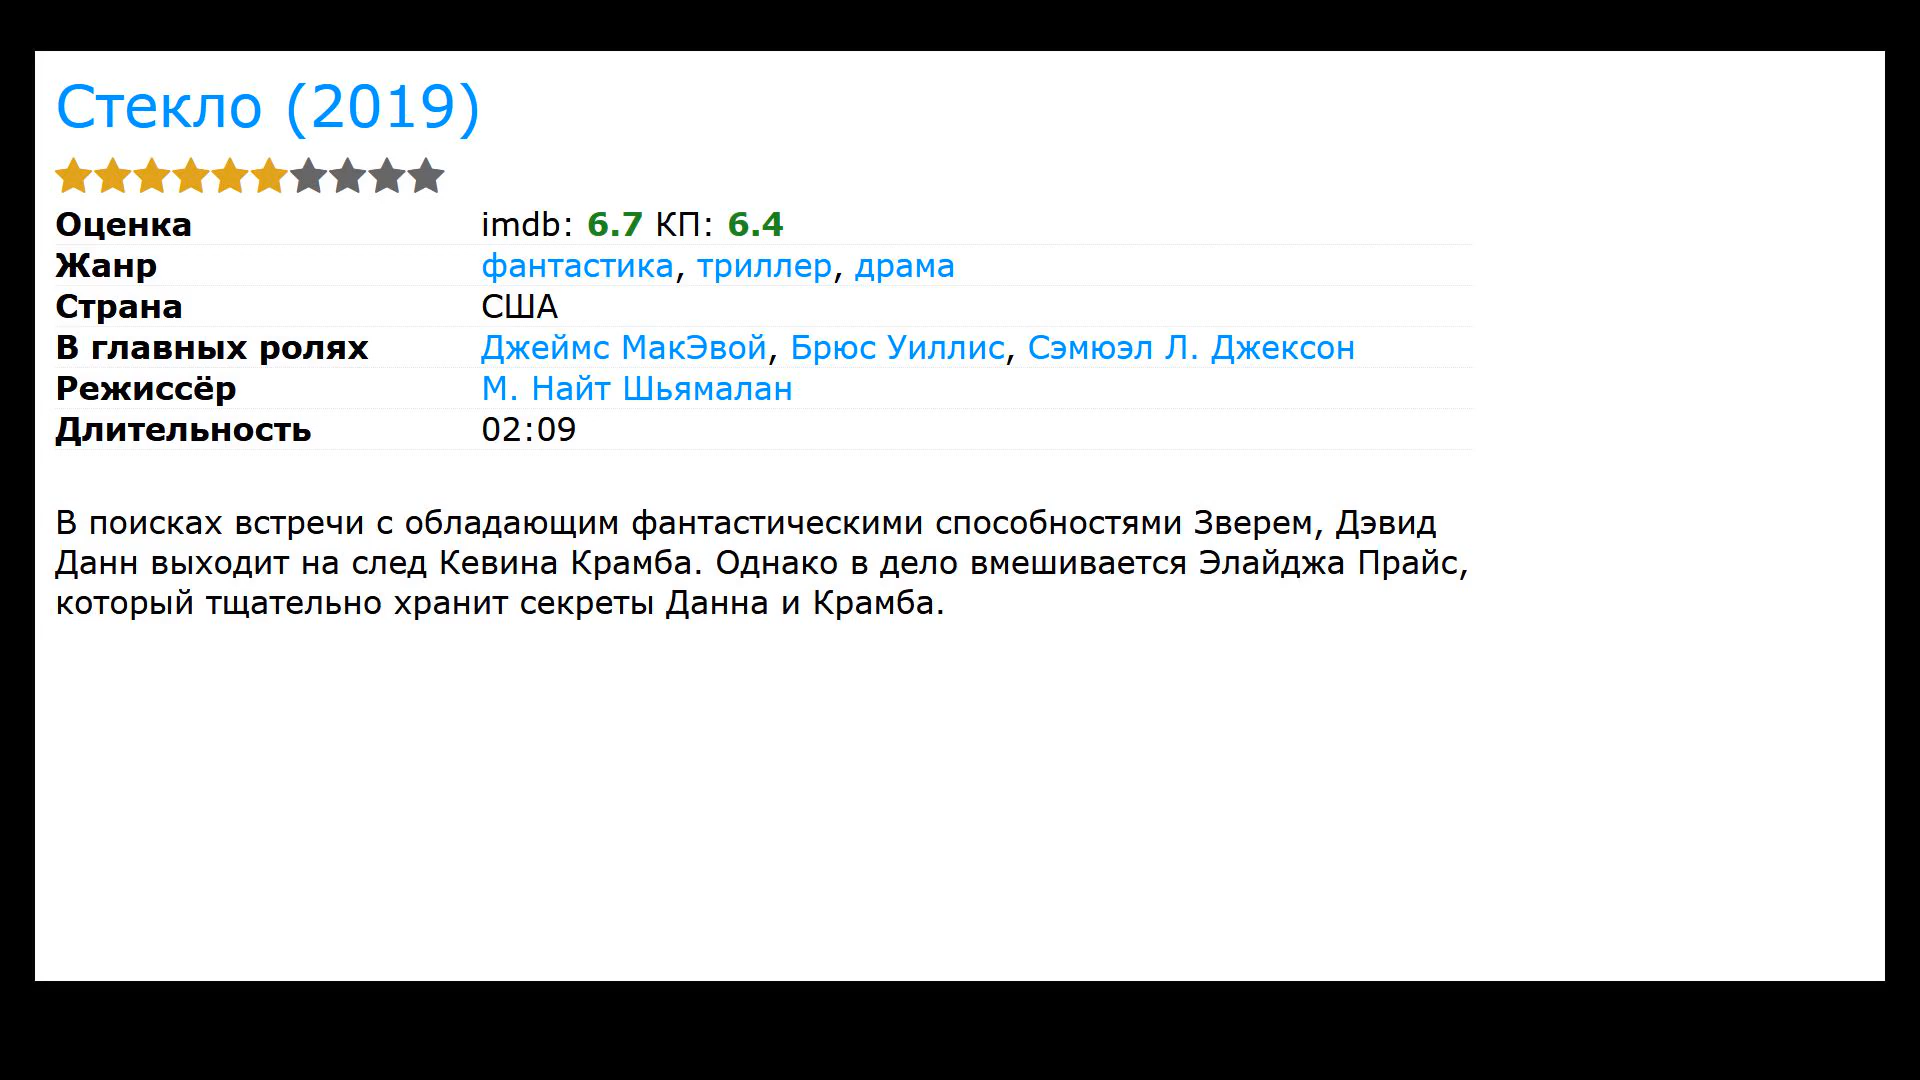 Стекло (2019)
Оценка imdb: 6.7 КП: 6.4
Жанр фантастика, триллер, драма
Страна США
В главных ролях Джеймс МакЭвой, Брюс Уиллис, Сэмюэл Л. Джексон
Режиссёр М. Найт Шьямалан
Длительность 02:09
В поисках встречи с обладающим фантастическими способностями Зверем, Дэвид
Данн выходит на след Кевина Крамба. Однако в дело вмешивается Элайджа Прайс,
который тщательно хранит секреты Данна и Крамба.